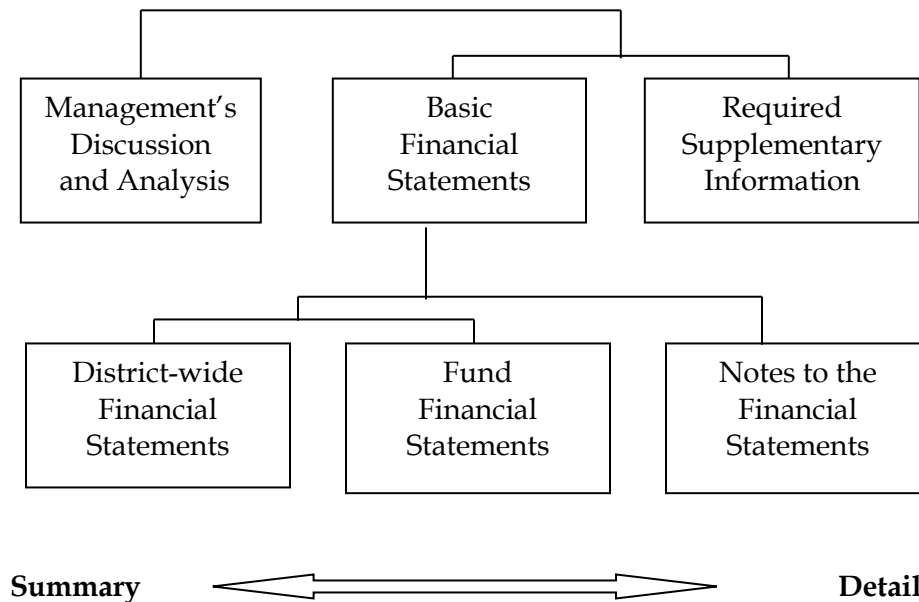 Management’s
Discussion
and Analysis
Basic
Financial
Statements
Required
Supplementary
Information
District-wide
Financial
Statements
Fund
Financial
Statements
Notes to the
Financial
Statements
Summary
Detail